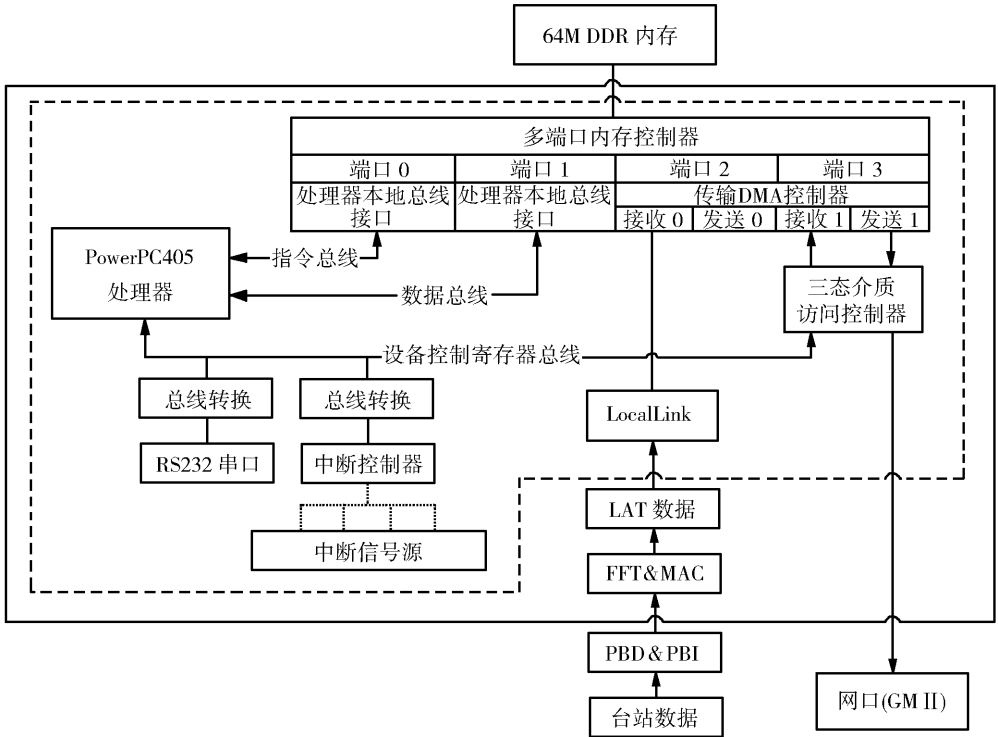 64M DDR 内存
多端口内存控制器
端口 0
端口 1
端口 2
端口 3
处理器本地总线
接口
处理器本地总线
接口
传输DMA控制器
接收 0
发送 0
接收 1
发送 1
PowerPC405
处理器
指令总线
数据总线
三态介质
访问控制器
设备控制寄存器总线
总线转换
总线转换
LocalLink
RS232 串口
中断控制器
LAT 数据
中断信号源
FFT&MAC
PBD&PBI
台站数据
网口(GMⅡ)